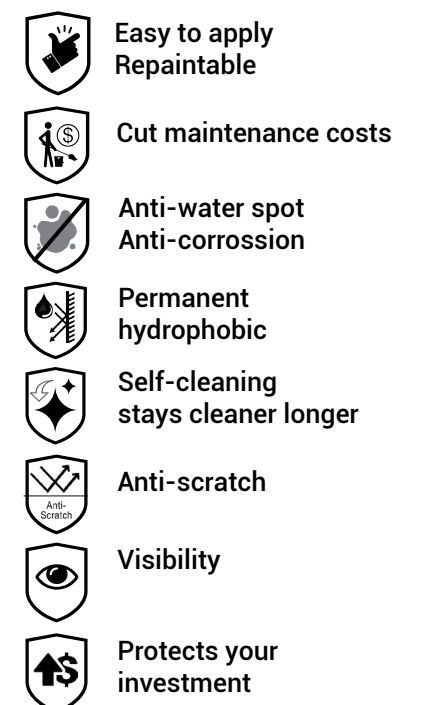 Easy to apply
Repaintable
$
Cut maintenance costs
Anti-water spot
Anti-corrossion
Permanent
hydrophobic
Self-cleaning
stays cleaner longer
Anti-
Scratch
Anti-scratch
Visibility
$
Protects your
investment